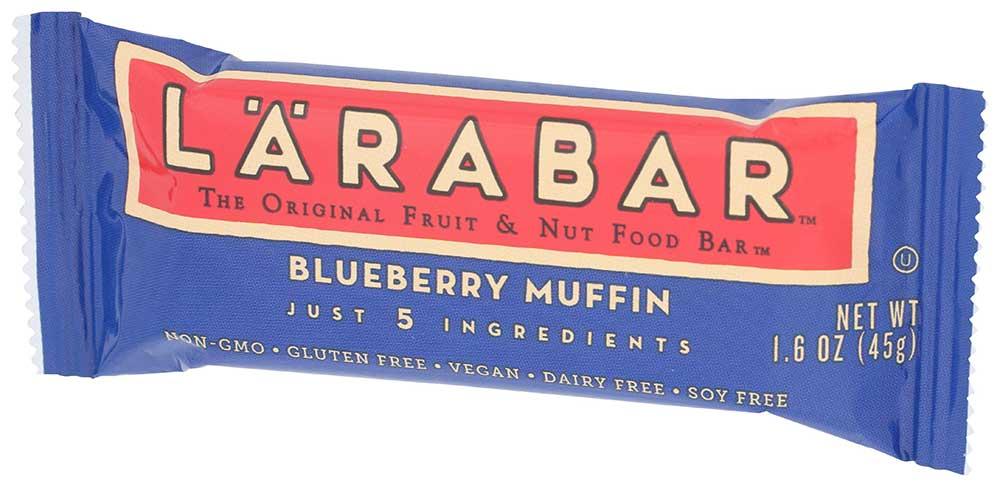 LÄRABAR™
The Original Fruit & Nut Food Bar™
BLUEBERRY MUFFIN
JUST 5 INGREDIENTS
NON-GMO • GLUTEN FREE • VEGAN • DAIRY FREE • SOY FREE
U
NET WT
1.6 OZ (45g)